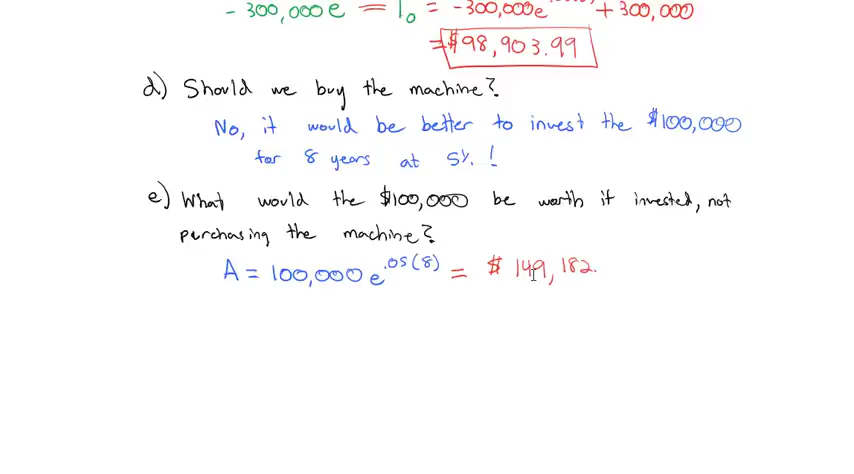 - 300,000e = P₀ = -300,000e + 300,000
= $98,903.99
d) Should we buy the machine?
No, it would be better to invest the $100,000
for 8 years at 5%!
e) What would the $100,000 be worth if invested, not
purchasing the machine?
A = 100,000 e^.05(8) = $ 149,182.